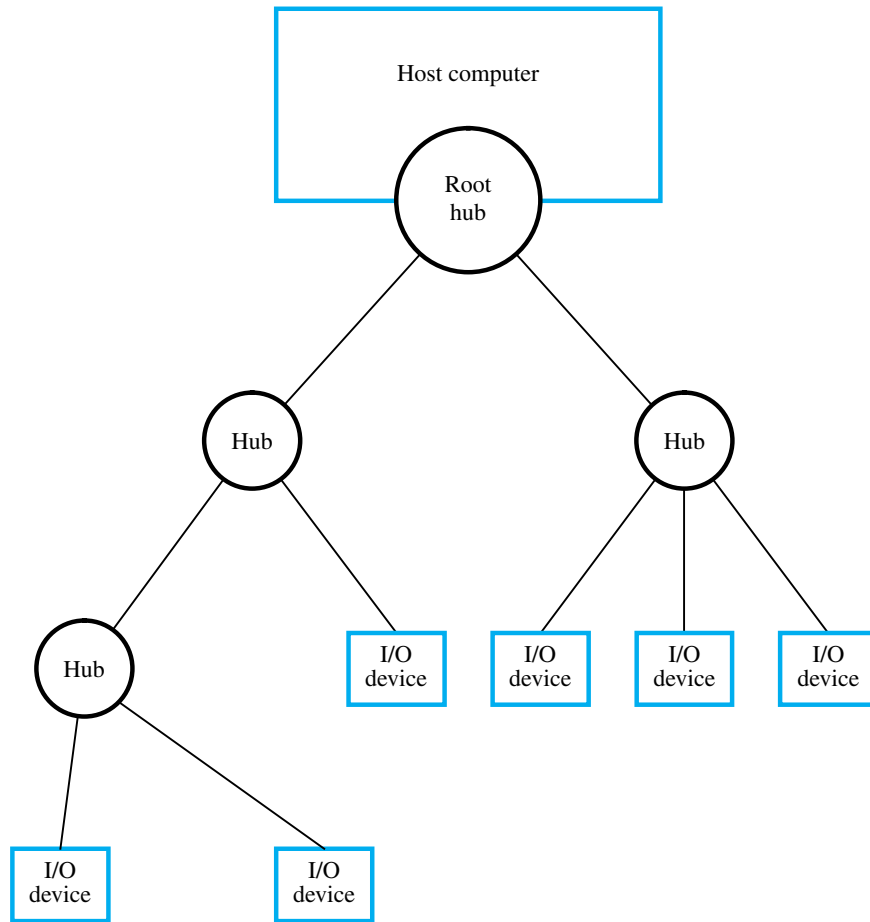 Host computer
Root
hub
Hub
Hub
I/O
device
I/O
device
I/O
device
I/O
device
Hub
I/O
device
I/O
device